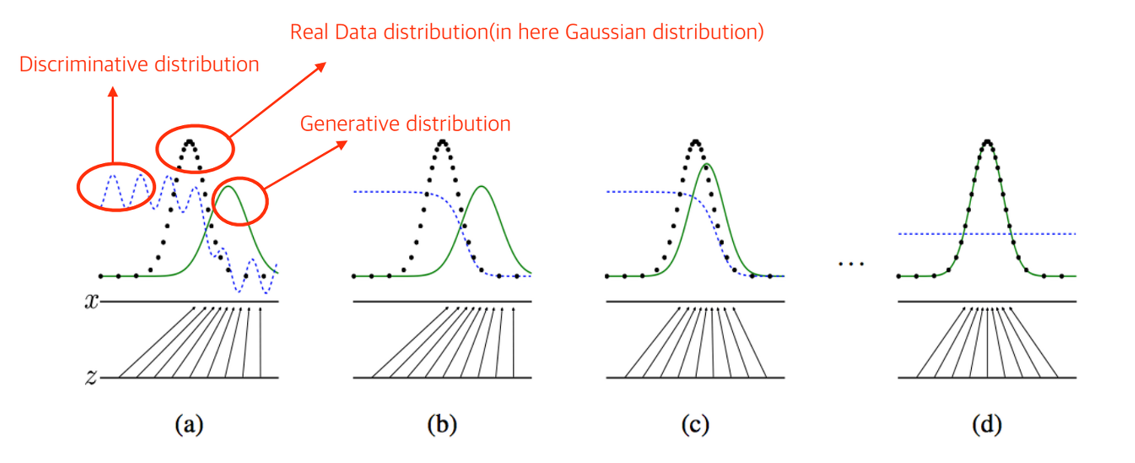 Real Data distribution(in here Gaussian distribution)
Discriminative distribution
Generative distribution
...
x
z
(a)
(b)
(c)
(d)